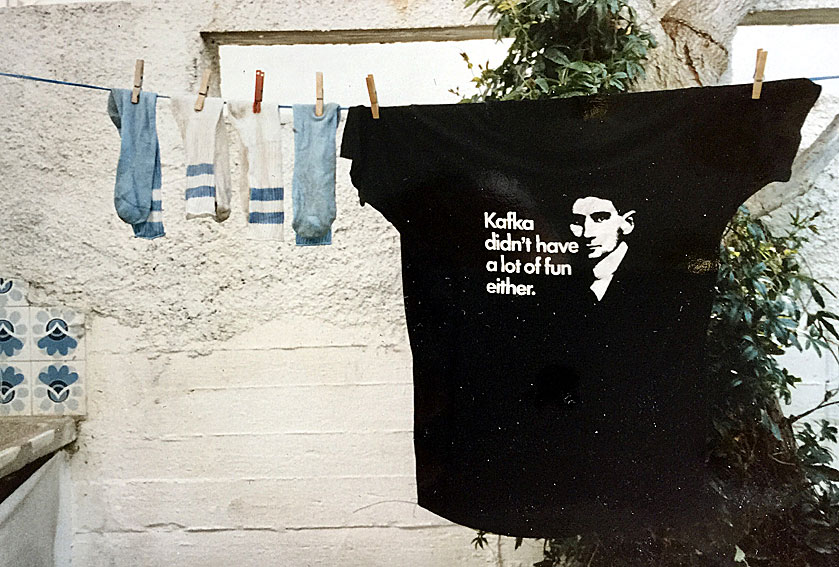 Kafka
didn't have
a lot of fun
either.